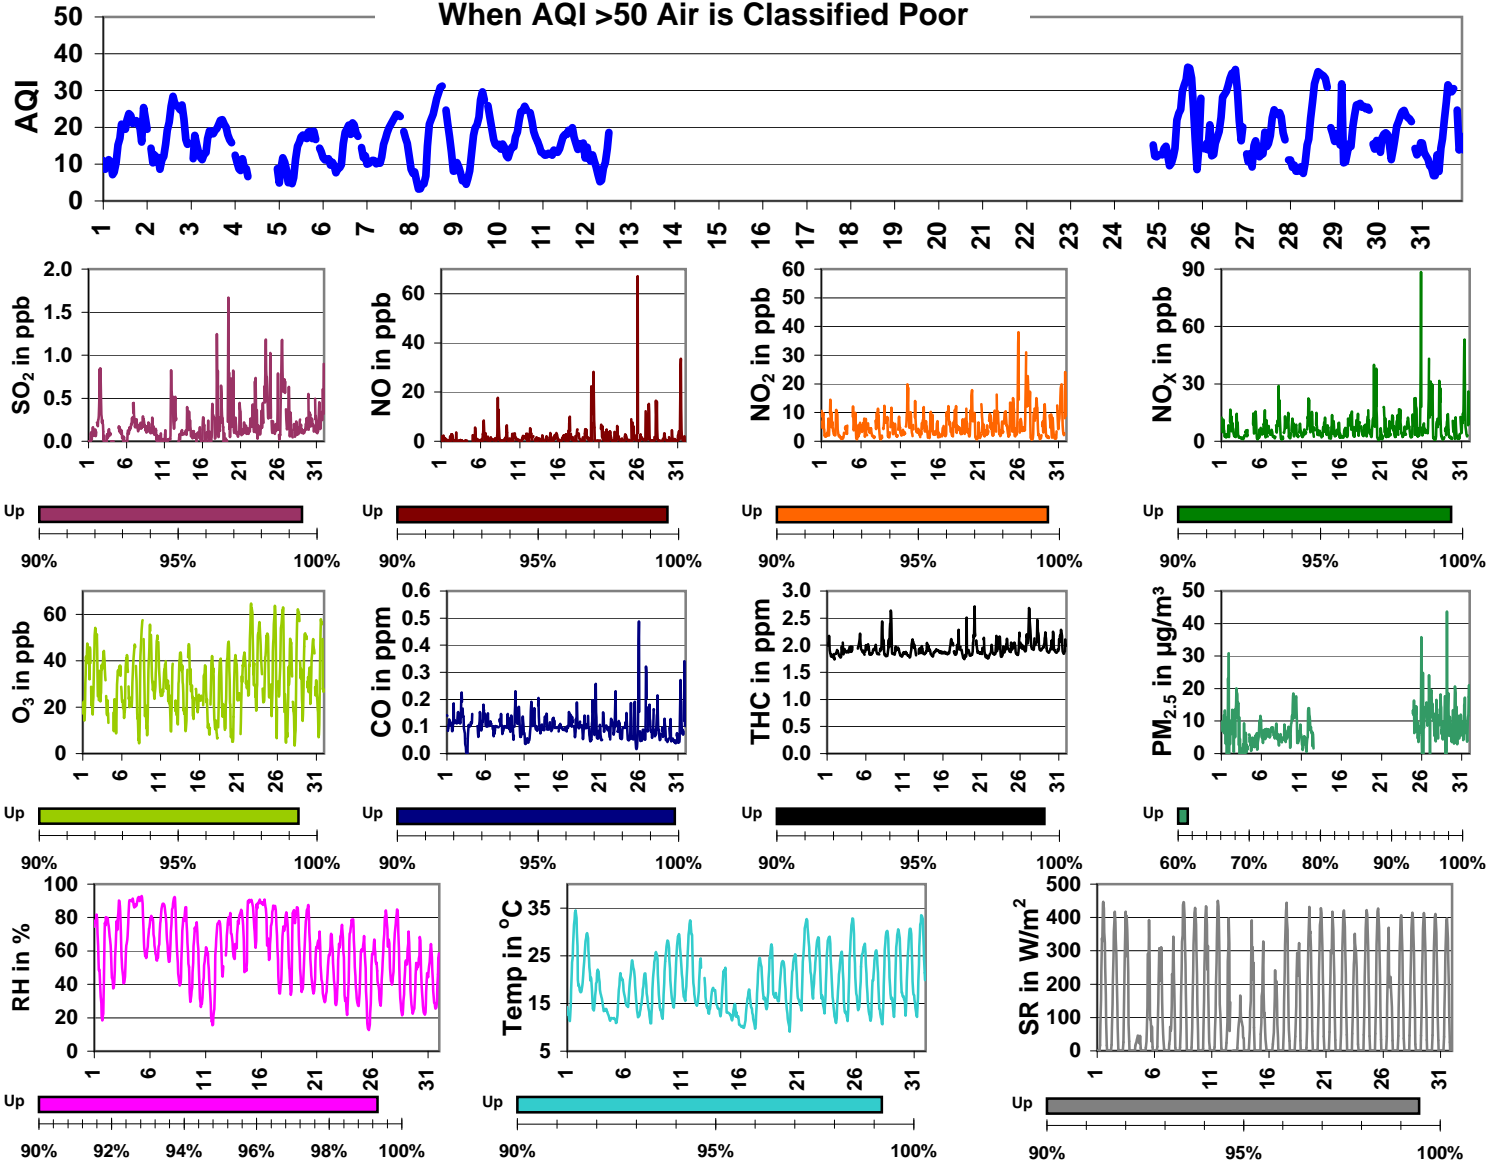 When AQI >50 Air is Classified Poor
AQI
50
40
30
20
10
0
1 2 3 4 5 6 7 8 9 10 11 12 13 14 15 16 17 18 19 20 21 22 23 24 25 26 27 28 29 30 31
SO2 in ppb
2.0
1.5
1.0
0.5
0.0
1 6 11 16 21 26 31
Up
90% 95% 100%
NO in ppb
60
40
20
0
1 6 11 16 21 26 31
Up
90% 95% 100%
NO2 in ppb
60
50
40
30
20
10
0
1 6 11 16 21 26 31
Up
90% 95% 100%
NOX in ppb
90
60
30
0
1 6 11 16 21 26 31
Up
90% 95% 100%
O3 in ppb
60
40
20
0
1 6 11 16 21 26 31
Up
90% 95% 100%
CO in ppm
0.6
0.5
0.4
0.3
0.2
0.1
0.0
1 6 11 16 21 26 31
Up
90% 95% 100%
THC in ppm
3.0
2.5
2.0
1.5
1.0
0.5
0.0
1 6 11 16 21 26 31
Up
90% 95% 100%
PM2.5 in µg/m³
50
40
30
20
10
0
1 6 11 16 21 26 31
Up
60% 70% 80% 90% 100%
RH in %
100
80
60
40
20
0
1 6 11 16 21 26 31
Up
90% 92% 94% 96% 98% 100%
Temp in °C
35
25
15
5
1 6 11 16 21 26 31
Up
90% 95% 100%
SR in W/m2
500
400
300
200
100
0
1 6 11 16 21 26 31
Up
90% 95% 100%